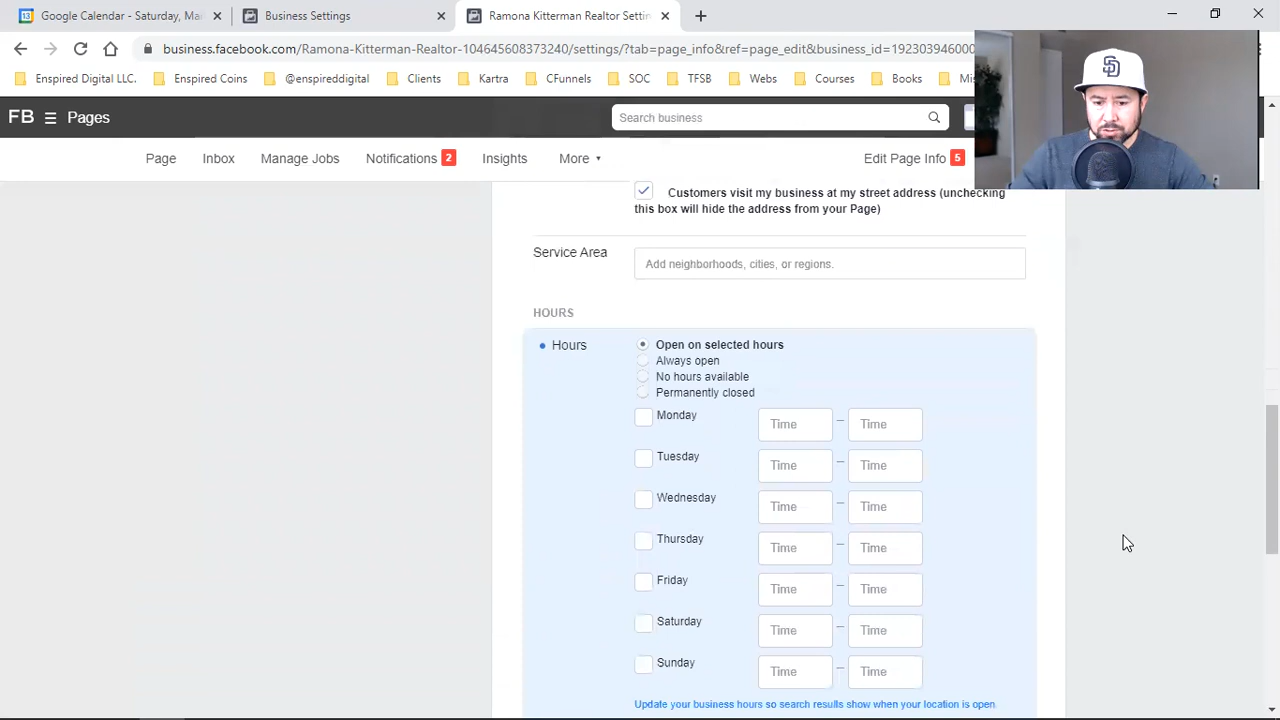 Google Calendar - Saturday, Ma
Business Settings
Ramona Kitterman Realtor Settin
business.facebook.com/Ramona-Kitterman-Realtor-104645608373240/settings/?tab=page_info&ref=page_edit&business_id=192303946000
Enspired Digital LLC.
Enspired Coins
@enspireddigital
Clients
Kartra
CFunnels
SOC
TFSB
Webs
Courses
Books
Mis
FB
Pages
Search business
Page
Inbox
Manage Jobs
Notifications 2
Insights
More
Edit Page Info 5
SD
Customers visit my business at my street address (unchecking
this box will hide the address from your Page)
Service Area
Add neighborhoods, cities, or regions.
HOURS
Hours
Open on selected hours
Always open
No hours available
Permanently closed
Monday Time – Time
Tuesday Time – Time
Wednesday Time – Time
Thursday Time – Time
Friday Time – Time
Saturday Time – Time
Sunday Time – Time
Update your business hours so search results show when your location is open.